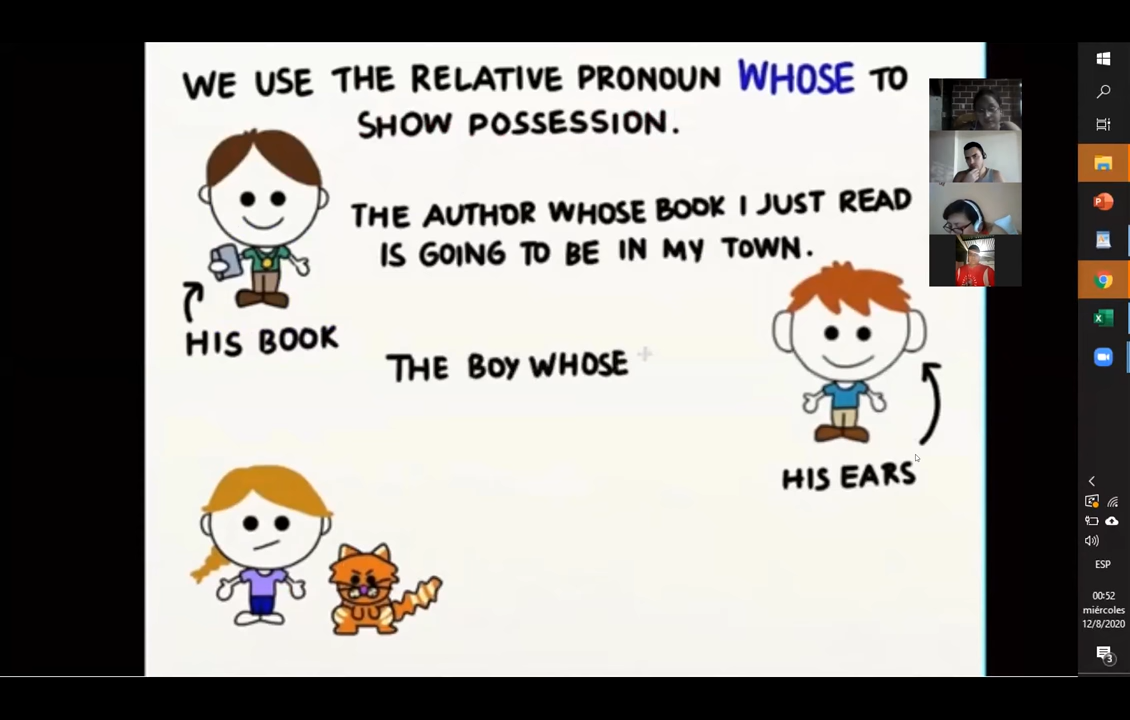 WE USE THE RELATIVE PRONOUN WHOSE TO
SHOW POSSESSION.
THE AUTHOR WHOSE BOOK I JUST READ
IS GOING TO BE IN MY TOWN.
HIS BOOK
THE BOY WHOSE
HIS EARS
ESP
00:52
miércoles
12/8/2020
3